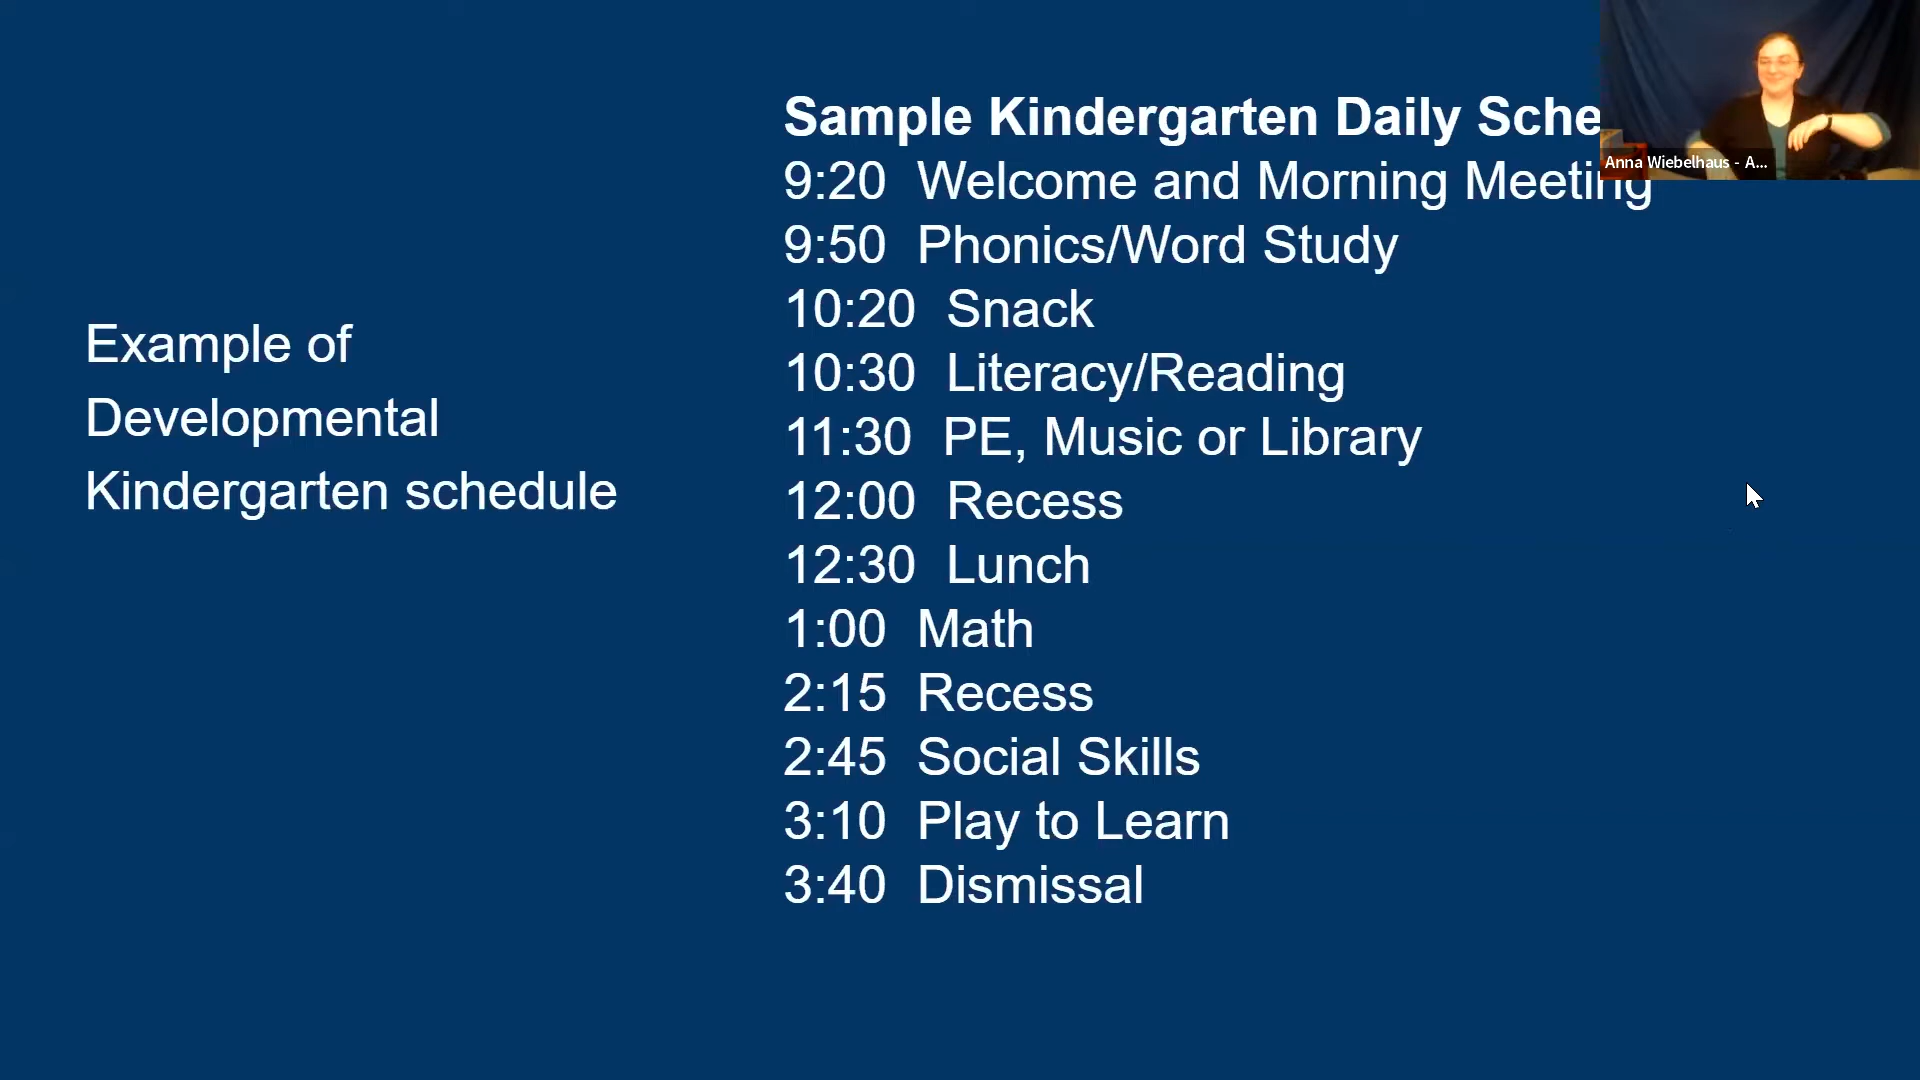 Example of
Developmental
Kindergarten schedule
Sample Kindergarten Daily Sche
9:20 Welcome and Morning Meeting
9:50 Phonics/Word Study
10:20 Snack
10:30 Literacy/Reading
11:30 PE, Music or Library
12:00 Recess
12:30 Lunch
1:00 Math
2:15 Recess
2:45 Social Skills
3:10 Play to Learn
3:40 Dismissal
Anna Wiebelhaus - A...